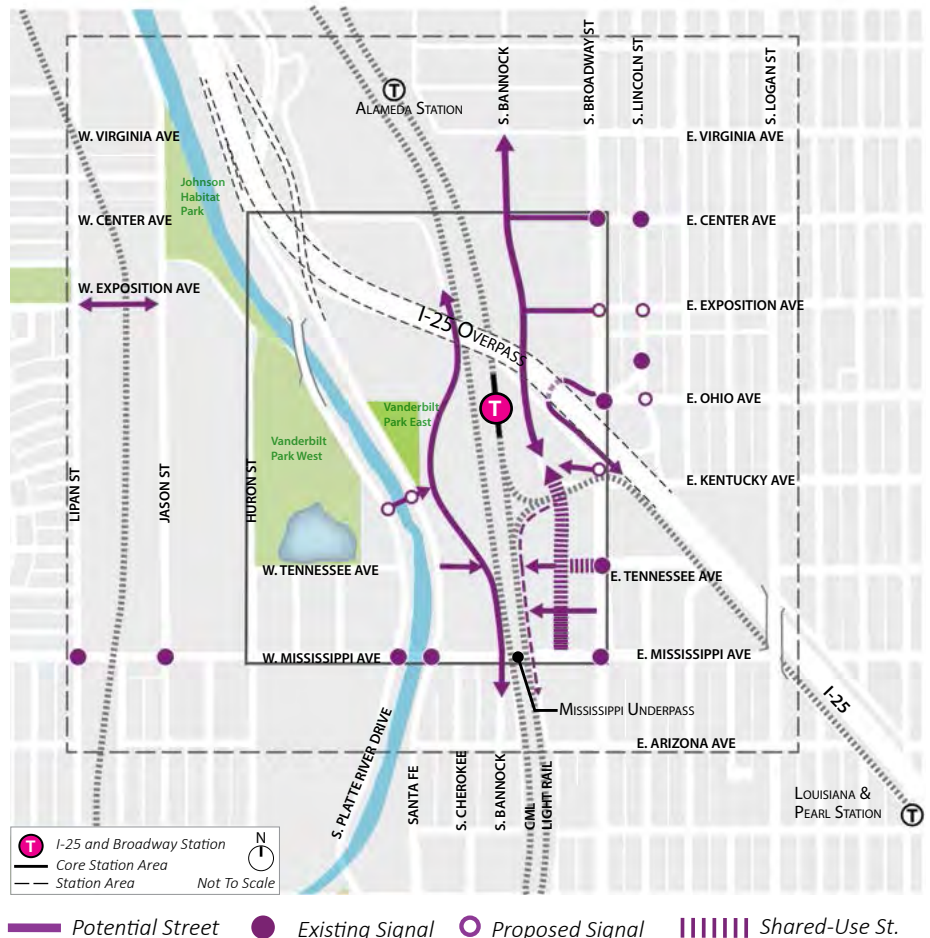 S. BANNOCK
S. BROADWAY ST
S. LINCOLN ST
S. LOGAN ST
T
ALAMEDA STATION
W. VIRGINIA AVE
E. VIRGINIA AVE
Johnson
Habitat
Park
W. CENTER AVE
E. CENTER AVE
W. EXPOSITION AVE
E. EXPOSITION AVE
I-25 OVERPASS
T
E. OHIO AVE
Vanderbilt
Park East
Vanderbilt
Park West
LIPAN ST
JASON ST
HURON ST
E. KENTUCKY AVE
W. TENNESSEE AVE
E. TENNESSEE AVE
W. MISSISSIPPI AVE
E. MISSISSIPPI AVE
MISSISSIPPI UNDERPASS
I-25
E. ARIZONA AVE
S. PLATTE RIVER DRIVE
SANTA FE
S. CHEROKEE
S. BANNOCK
CML
LIGHT RAIL
LOUISIANA &
PEARL STATION
T
T I-25 and Broadway Station
N
Core Station Area
Station Area
Not To Scale
Potential Street
Existing Signal
Proposed Signal
Shared-Use St.